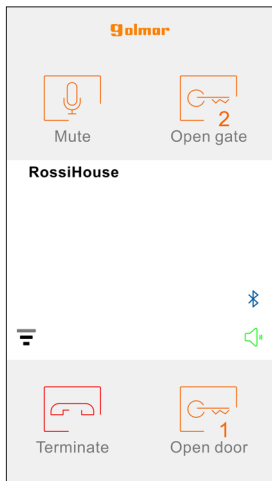 golmar
Mute
Open gate
2
RossiHouse
Terminate
Open door
1